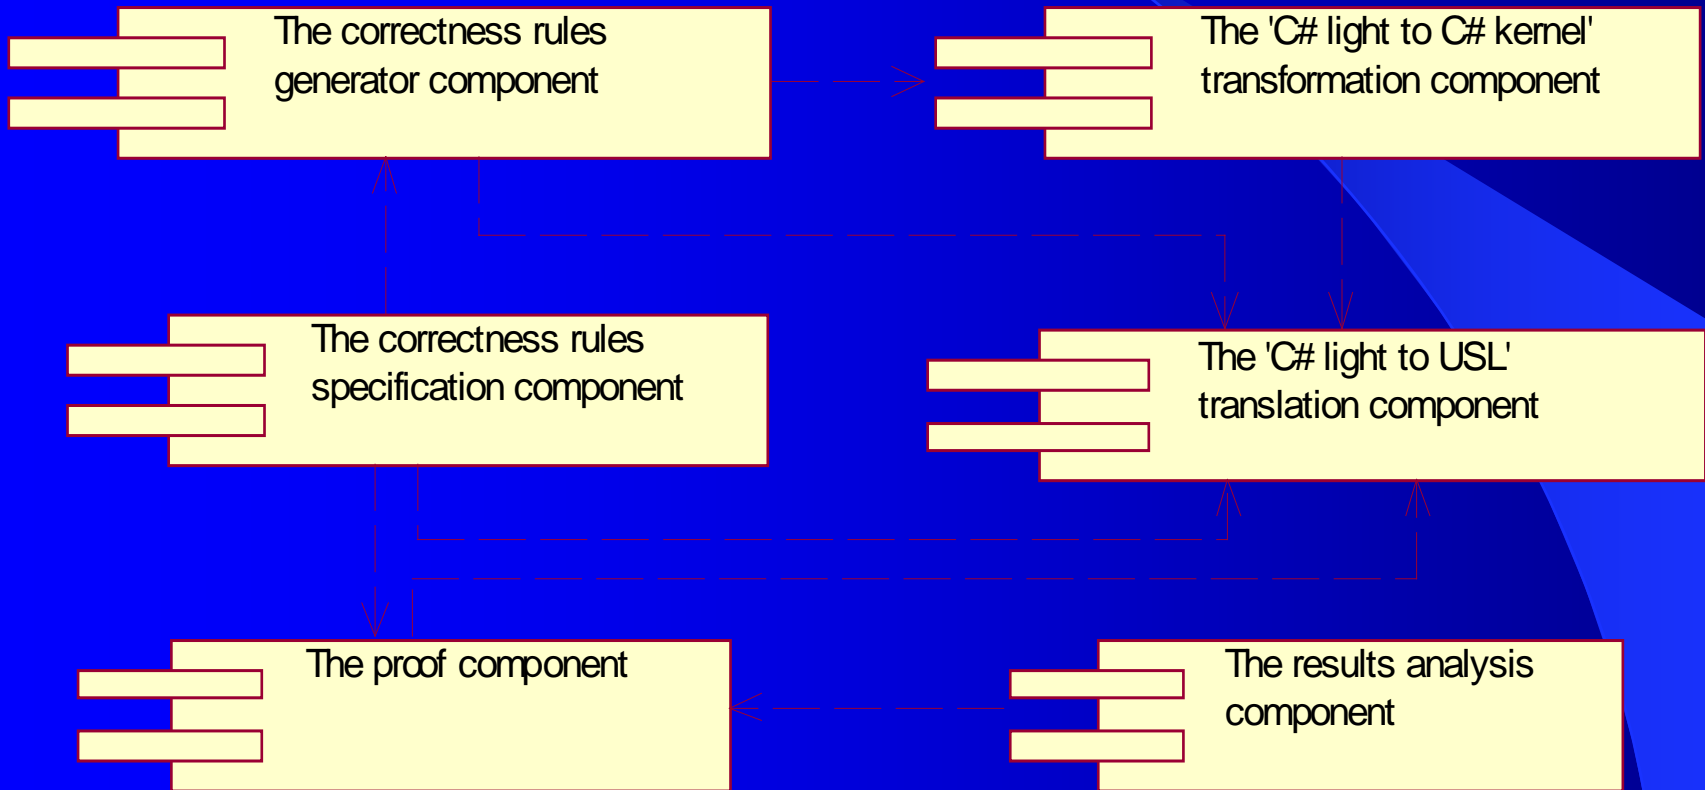 The correctness rules
generator component
The 'C# light to C# kernel'
transformation component
The correctness rules
specification component
The 'C# light to USL'
translation component
The proof component
The results analysis
component